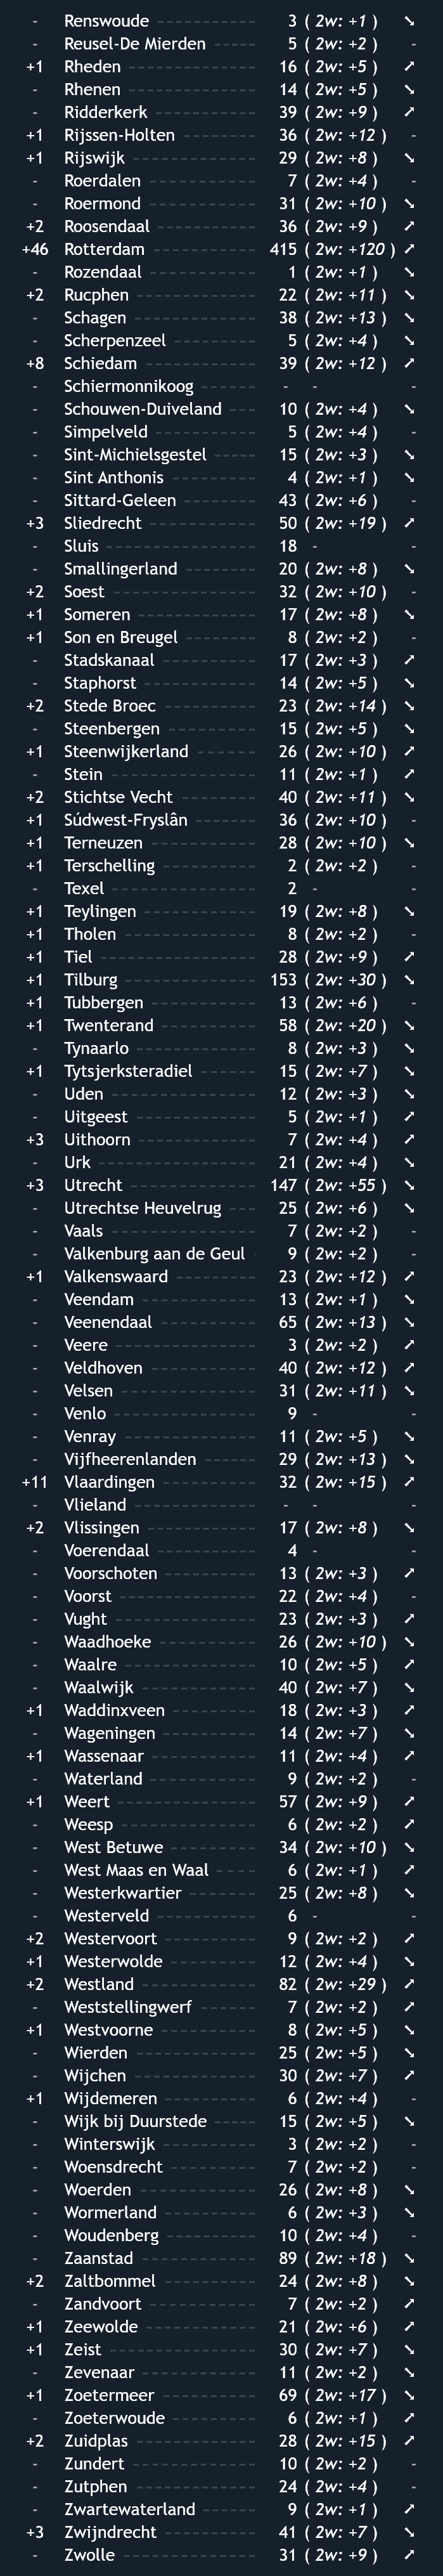 - Renswoude 3 ( 2w: +1 ) ➘
- Reusel-De Mierden 5 ( 2w: +2 ) -
+1 Rheden 16 ( 2w: +5 ) ➚
- Rhenen 14 ( 2w: +5 ) ➘
- Ridderkerk 39 ( 2w: +9 ) ➚
+1 Rijssen-Holten 36 ( 2w: +12 ) -
+1 Rijswijk 29 ( 2w: +8 ) ➘
- Roerdalen 7 ( 2w: +4 ) -
- Roermond 31 ( 2w: +10 ) ➘
+2 Roosendaal 36 ( 2w: +9 ) ➚
+46 Rotterdam 415 ( 2w: +120 ) ➚
- Rozendaal 1 ( 2w: +1 ) ➘
+2 Rucphen 22 ( 2w: +11 ) ➘
- Schagen 38 ( 2w: +13 ) ➘
- Scherpenzeel 5 ( 2w: +4 ) ➘
+8 Schiedam 39 ( 2w: +12 ) ➚
- Schiermonnikoog - - -
- Schouwen-Duiveland 10 ( 2w: +4 ) ➘
- Simpelveld 5 ( 2w: +4 ) -
- Sint-Michielsgestel 15 ( 2w: +3 ) ➘
- Sint Anthonis 4 ( 2w: +1 ) ➘
- Sittard-Geleen 43 ( 2w: +6 ) -
+3 Sliedrecht 50 ( 2w: +19 ) ➚
- Sluis 18 - -
- Smallingerland 20 ( 2w: +8 ) ➘
+2 Soest 32 ( 2w: +10 ) -
+1 Someren 17 ( 2w: +8 ) ➘
+1 Son en Breugel 8 ( 2w: +2 ) -
- Stadskanaal 17 ( 2w: +3 ) ➚
- Staphorst 14 ( 2w: +5 ) ➘
+2 Stede Broec 23 ( 2w: +14 ) ➘
- Steenbergen 15 ( 2w: +5 ) ➘
+1 Steenwijkerland 26 ( 2w: +10 ) ➚
- Stein 11 ( 2w: +1 ) ➚
+2 Stichtse Vecht 40 ( 2w: +11 ) ➘
+1 Súdwest-Fryslân 36 ( 2w: +10 ) -
+1 Terneuzen 28 ( 2w: +10 ) ➘
+1 Terschelling 2 ( 2w: +2 ) -
- Texel 2 - -
+1 Teylingen 19 ( 2w: +8 ) ➘
+1 Tholen 8 ( 2w: +2 ) -
+1 Tiel 28 ( 2w: +9 ) ➚
+1 Tilburg 153 ( 2w: +30 ) ➘
+1 Tubbergen 13 ( 2w: +6 ) -
+1 Twenterand 58 ( 2w: +20 ) ➘
- Tynaarlo 8 ( 2w: +3 ) ➘
+1 Tytsjerksteradiel 15 ( 2w: +7 ) ➘
- Uden 12 ( 2w: +3 ) ➘
- Uitgeest 5 ( 2w: +1 ) ➚
+3 Uithoorn 7 ( 2w: +4 ) ➚
- Urk 21 ( 2w: +4 ) ➘
+3 Utrecht 147 ( 2w: +55 ) ➘
- Utrechtse Heuvelrug 25 ( 2w: +6 ) ➘
- Vaals 7 ( 2w: +2 ) -
- Valkenburg aan de Geul 9 ( 2w: +2 ) -
+1 Valkenswaard 23 ( 2w: +12 ) ➚
- Veendam 13 ( 2w: +1 ) ➘
- Veenendaal 65 ( 2w: +13 ) ➘
- Veere 3 ( 2w: +2 ) ➚
- Veldhoven 40 ( 2w: +12 ) ➚
- Velsen 31 ( 2w: +11 ) ➘
- Venlo 9 - -
- Venray 11 ( 2w: +5 ) ➘
- Vijfheerenlanden 29 ( 2w: +13 ) ➘
+11 Vlaardingen 32 ( 2w: +15 ) ➚
- Vlieland - - -
+2 Vlissingen 17 ( 2w: +8 ) ➘
- Voerendaal 4 - -
- Voorschoten 13 ( 2w: +3 ) ➚
- Voorst 22 ( 2w: +4 ) -
- Vught 23 ( 2w: +3 ) ➚
- Waadhoeke 26 ( 2w: +10 ) ➘
- Waalre 10 ( 2w: +5 ) ➚
- Waalwijk 40 ( 2w: +7 ) ➘
+1 Waddinxveen 18 ( 2w: +3 ) ➚
- Wageningen 14 ( 2w: +7 ) ➘
+1 Wassenaar 11 ( 2w: +4 ) ➚
- Waterland 9 ( 2w: +2 ) -
+1 Weert 57 ( 2w: +9 ) ➚
- Weesp 6 ( 2w: +2 ) ➚
- West Betuwe 34 ( 2w: +10 ) ➘
- West Maas en Waal 6 ( 2w: +1 ) ➚
- Westerkwartier 25 ( 2w: +8 ) ➘
- Westerveld 6 - -
+2 Westervoort 9 ( 2w: +2 ) ➚
+1 Westerwolde 12 ( 2w: +4 ) ➘
+2 Westland 82 ( 2w: +29 ) ➚
- Weststellingwerf 7 ( 2w: +2 ) ➚
+1 Westvoorne 8 ( 2w: +5 ) ➘
- Wierden 25 ( 2w: +5 ) ➘
- Wijchen 30 ( 2w: +7 ) ➚
+1 Wijdemeren 6 ( 2w: +4 ) -
- Wijk bij Duurstede 15 ( 2w: +5 ) ➘
- Winterswijk 3 ( 2w: +2 ) -
- Woensdrecht 7 ( 2w: +2 ) -
- Woerden 26 ( 2w: +8 ) ➘
- Wormerland 6 ( 2w: +3 ) ➘
- Woudenberg 10 ( 2w: +4 ) -
- Zaanstad 89 ( 2w: +18 ) ➘
+2 Zaltbommel 24 ( 2w: +8 ) ➘
- Zandvoort 7 ( 2w: +2 ) ➚
+1 Zeewolde 21 ( 2w: +6 ) ➚
+1 Zeist 30 ( 2w: +7 ) ➘
- Zevenaar 11 ( 2w: +2 ) ➘
+1 Zoetermeer 69 ( 2w: +17 ) ➘
- Zoeterwoude 6 ( 2w: +1 ) ➚
+2 Zuidplas 28 ( 2w: +15 ) ➚
- Zundert 10 ( 2w: +2 ) -
- Zutphen 24 ( 2w: +4 ) -
- Zwartewaterland 9 ( 2w: +1 ) ➚
+3 Zwijndrecht 41 ( 2w: +7 ) ➘
- Zwolle 31 ( 2w: +9 ) ➚